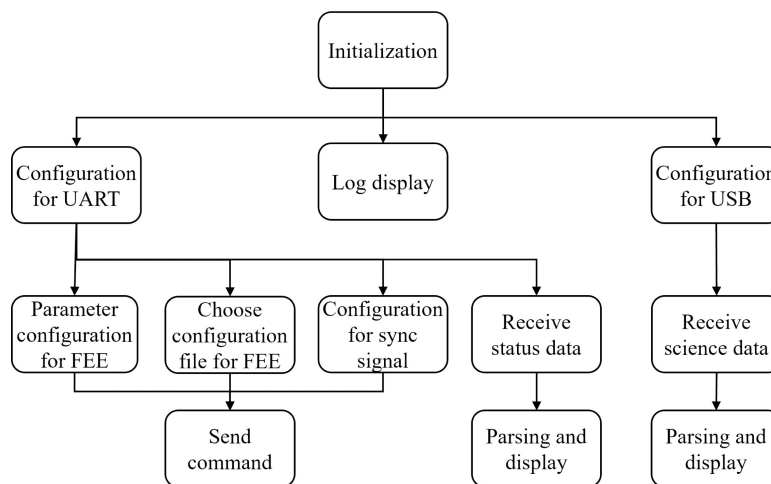 Initialization
Configuration
for UART
Log display
Configuration
for USB
Parameter
configuration
for FEE
Choose
configuration
file for FEE
Configuration
for sync
signal
Receive
status data
Receive
science data
Send
command
Parsing and
display
Parsing and
display